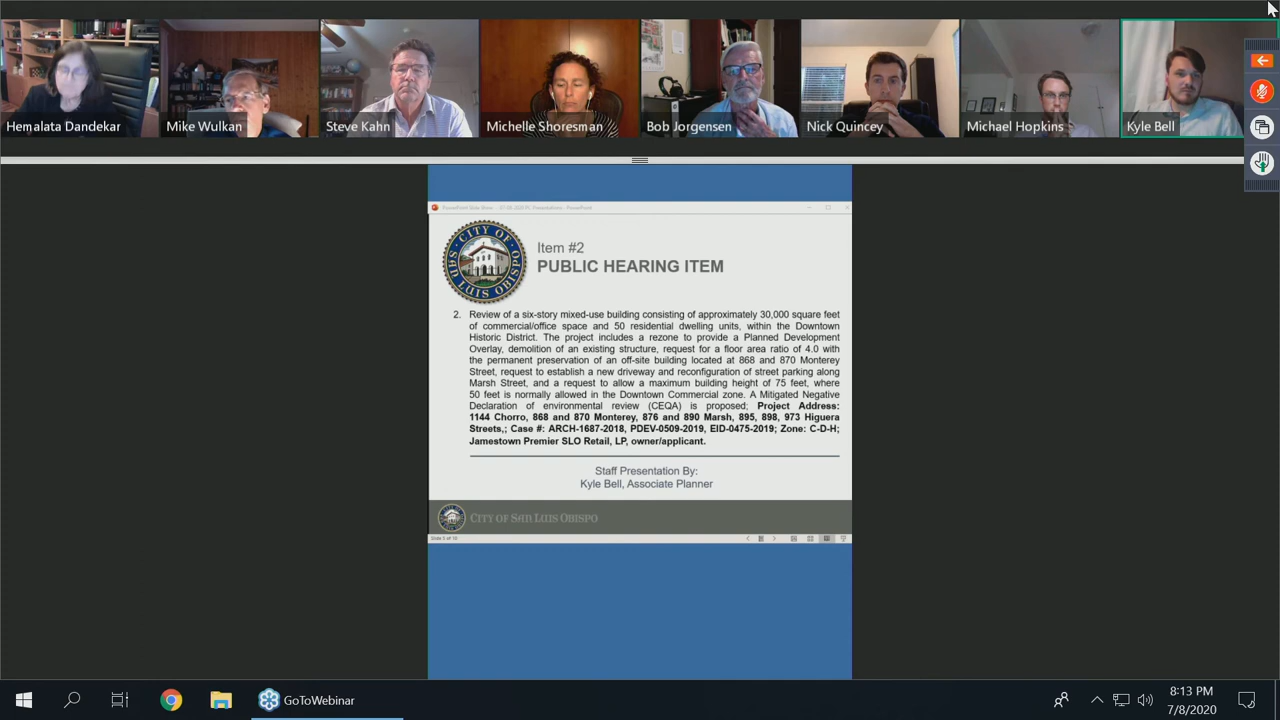 Hemalata Dandekar
Mike Wulkan
Steve Kahn
Michelle Shoresman
Bob Jorgensen
Nick Quincey
Michael Hopkins
Kyle Bell
CITY OF
SAN LUIS OBISPO
Item #2
PUBLIC HEARING ITEM
2. Review of a six-story mixed-use building consisting of approximately 30,000 square feet
of commercial/office space and 50 residential dwelling units, within the Downtown
Historic District. The project includes a rezone to provide a Planned Development
Overlay, demolition of an existing structure, request for a floor area ratio of 4.0 with
the permanent preservation of an off-site building located at 868 and 870 Monterey
Street, request to establish a new driveway and reconfiguration of street parking along
Marsh Street, and a request to allow a maximum building height of 75 feet, where
50 feet is normally allowed in the Downtown Commercial zone. A Mitigated Negative
Declaration of environmental review (CEQA) is proposed; Project Address:
1144 Chorro, 868 and 870 Monterey, 876 and 890 Marsh, 895, 898, 973 Higuera
Streets,; Case #: ARCH-1687-2018, PDEV-0509-2019, EID-0475-2019; Zone: C-D-H;
Jamestown Premier SLO Retail, LP, owner/applicant.
Staff Presentation By:
Kyle Bell, Associate Planner
CITY OF SAN LUIS OBISPO
GoToWebinar
8:13 PM
7/8/2020